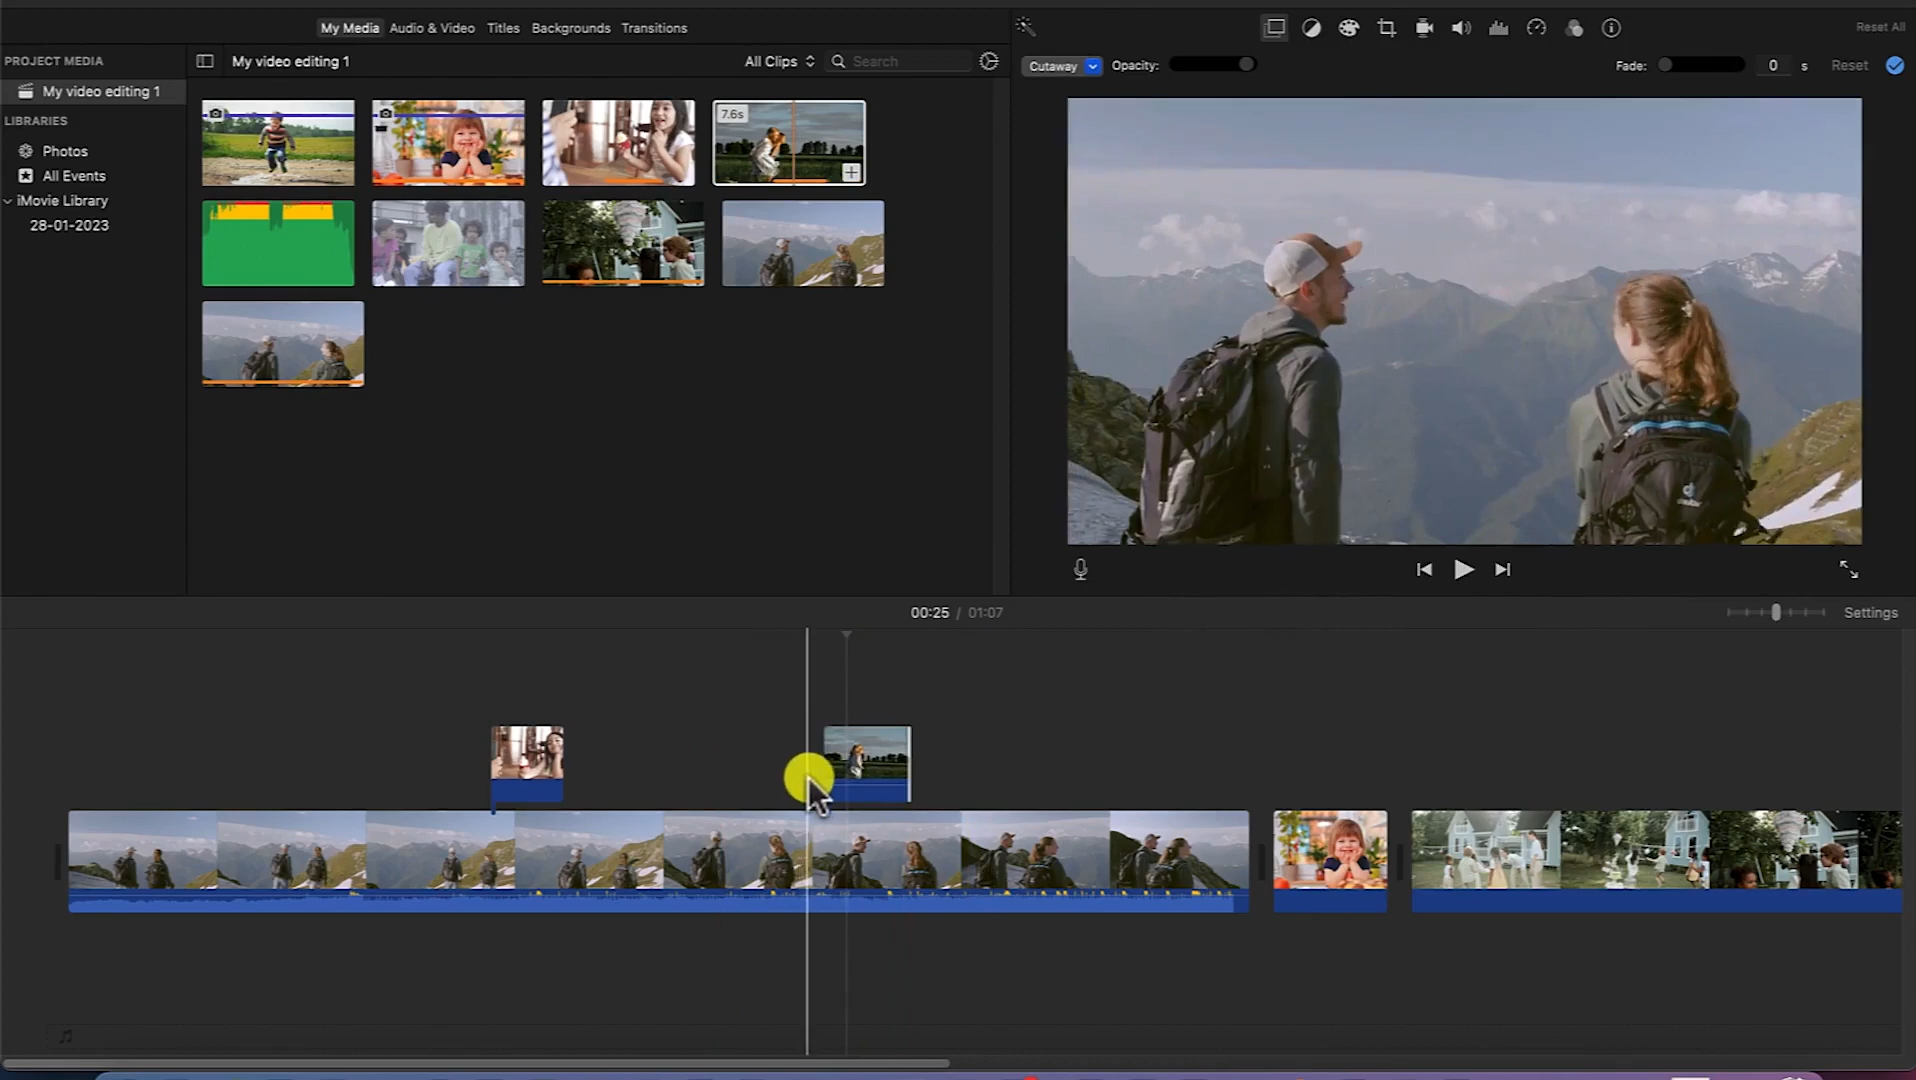 My Media Audio & Video Titles Backgrounds Transitions
Reset All
PROJECT MEDIA
My video editing 1
All Clips
Search
Cutaway
Opacity:
Fade:
0 s
Reset
My video editing 1
LIBRARIES
Photos
All Events
iMovie Library
28-01-2023
7.6s
00:25 / 01:07
Settings